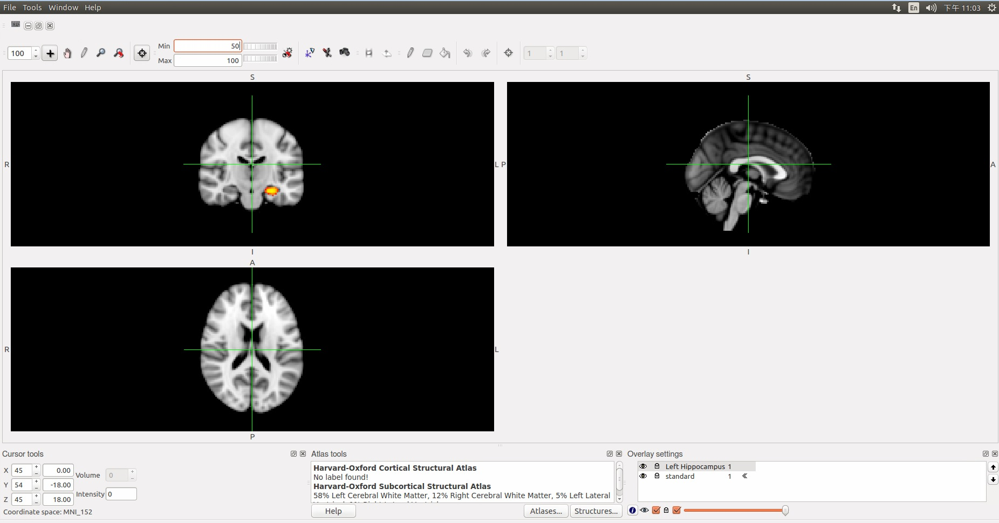 File Tools Window Help
En 下午 11:03
100
Min 50
Max 100
1 1
S
S
R
L P
A
I
I
A
R
L
P
Cursor tools
Atlas tools
Overlay settings
X 45 0.00
Y 54 -18.00
Z 45 18.00
Volume 0
Intensity 0
Coordinate space: MNI_152
Harvard-Oxford Cortical Structural Atlas
No label found!
Harvard-Oxford Subcortical Structural Atlas
58% Left Cerebral White Matter, 12% Right Cerebral White Matter, 5% Left Lateral
Help Atlases... Structures...
Left Hippocampus 1
standard 1